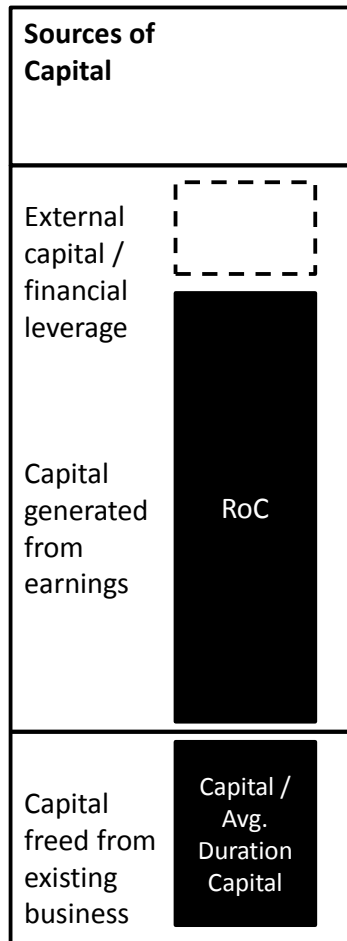 Sources of
Capital
External
capital /
financial
leverage
Capital
generated
from
earnings
RoC
Capital
freed from
existing
business
Capital /
Avg.
Duration
Capital